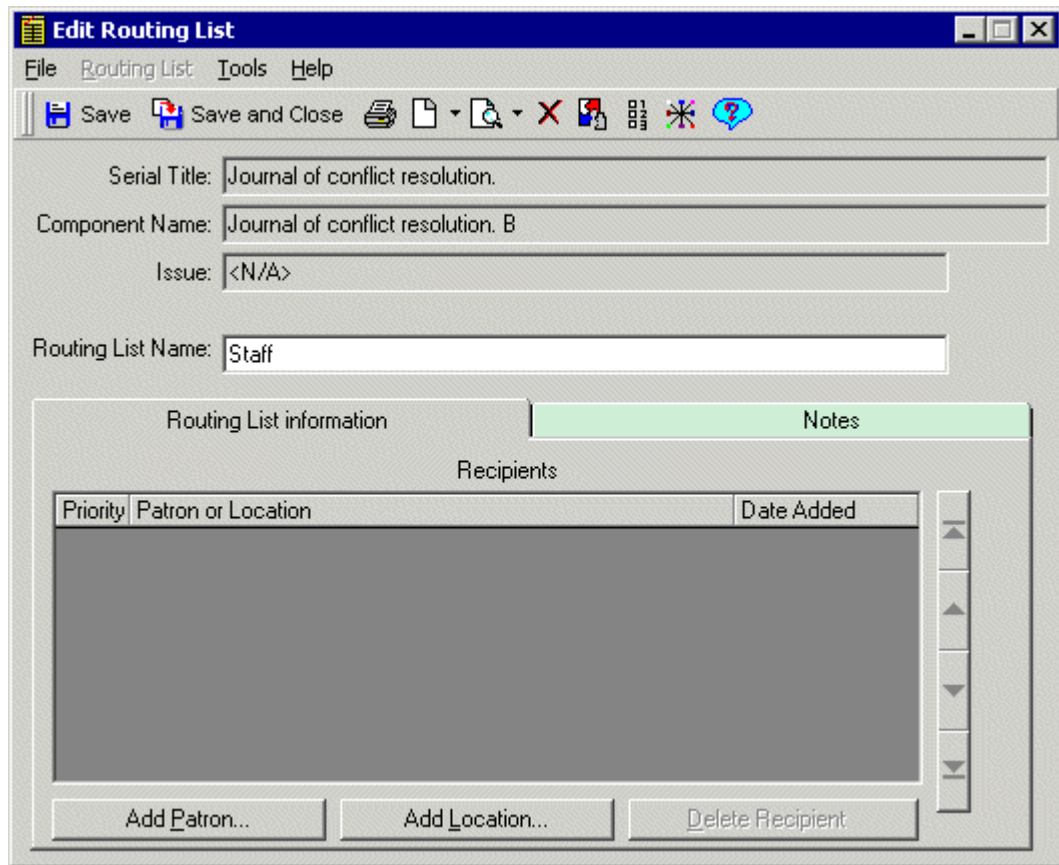 Edit Routing List
File Routing List Tools Help
Save Save and Close
Serial Title: Journal of conflict resolution.
Component Name: Journal of conflict resolution. B
Issue: <N/A>
Routing List Name: Staff
Routing List information Notes
Recipients
Priority Patron or Location Date Added
Add Patron... Add Location... Delete Recipient